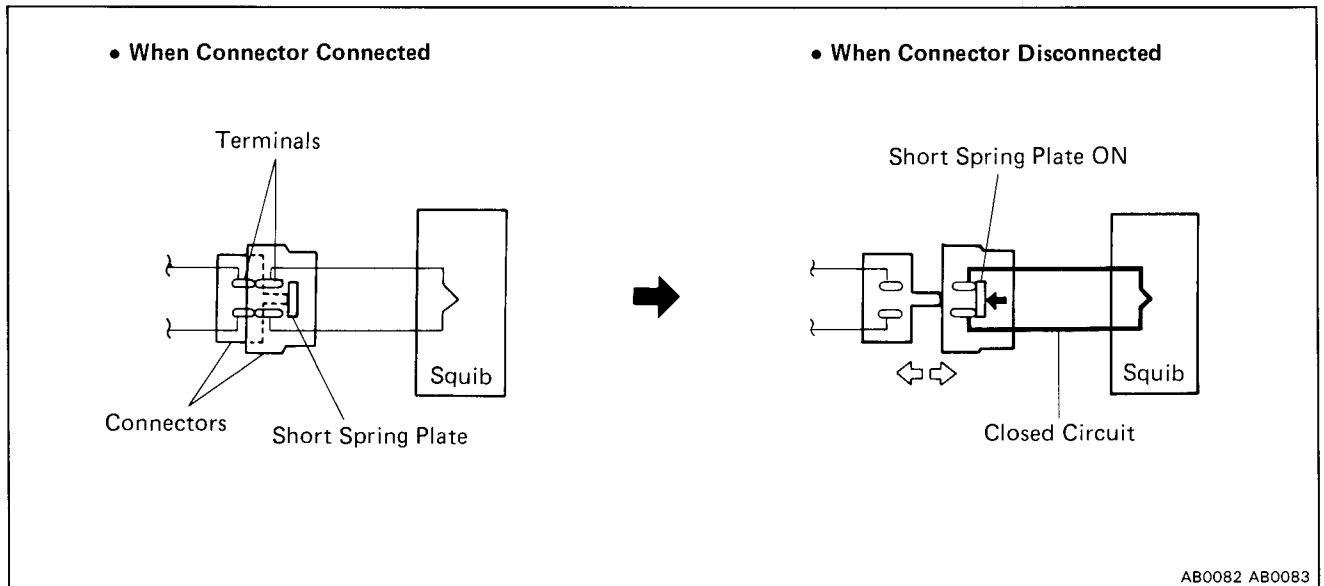 • When Connector Connected
Terminals
Squib
Connectors
Short Spring Plate
• When Connector Disconnected
Short Spring Plate ON
Squib
Closed Circuit
AB0082 AB0083